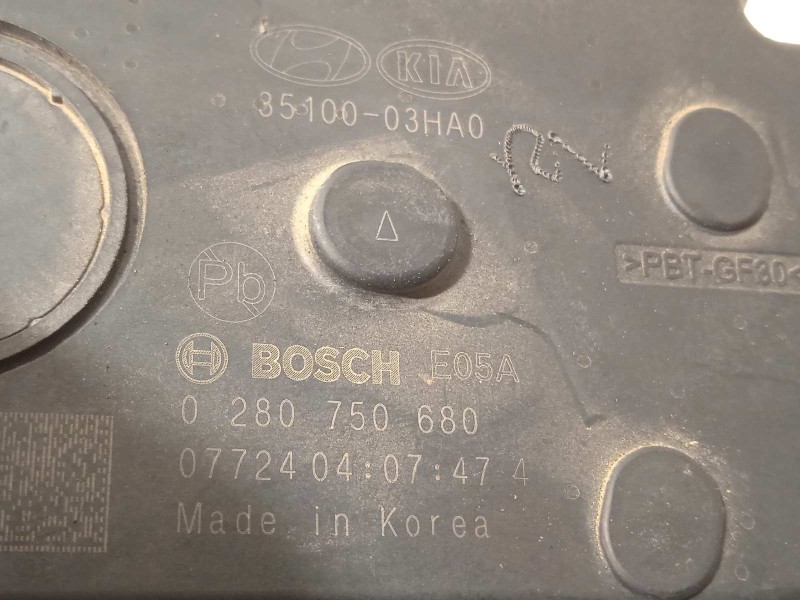 KIA
35100-03HA0
>PBT-GF30<
Pb
BOSCH E05A
0 280 750 680
07724 04:07:47 4
Made in Korea